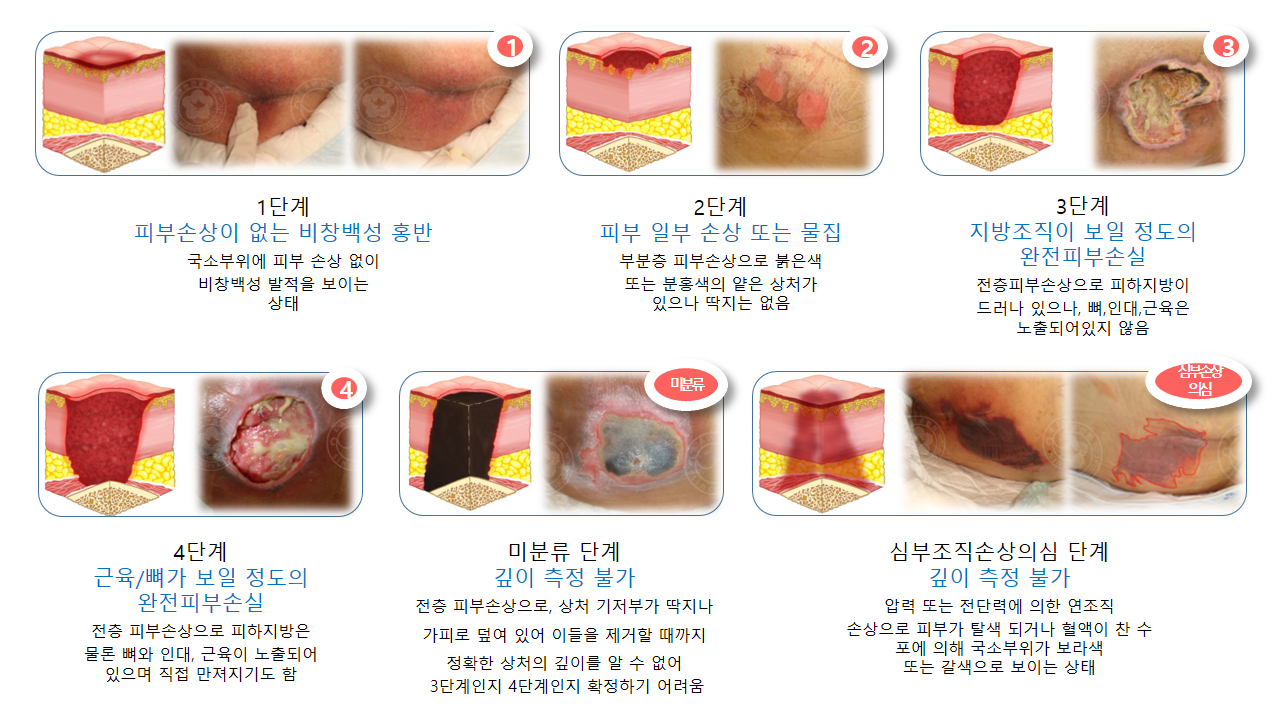 1
2
3
1단계
피부손상이 없는 비창백성 홍반
국소부위에 피부 손상 없이
비창백성 발적을 보이는
상태
2단계
피부 일부 손상 또는 물집
부분층 피부손상으로 붉은색
또는 분홍색의 얕은 상처가
있으나 딱지는 없음
3단계
지방조직이 보일 정도의
완전피부손실
전층피부손상으로 피하지방이
드러나 있으나, 뼈,인대,근육은
노출되어있지 않음
4
미분류
심부손상
의심
4단계
근육/뼈가 보일 정도의
완전피부손실
전층 피부손상으로 피하지방은
물론 뼈와 인대, 근육이 노출되어
있으며 직접 만져지기도 함
미분류 단계
깊이 측정 불가
전층 피부손상으로, 상처 기저부가 딱지나
가피로 덮여 있어 이들을 제거할 때까지
정확한 상처의 깊이를 알 수 없어
3단계인지 4단계인지 확정하기 어려움
심부조직손상의심 단계
깊이 측정 불가
압력 또는 전단력에 의한 연조직
손상으로 피부가 탈색 되거나 혈액이 찬 수
포에 의해 국소부위가 보라색
또는 갈색으로 보이는 상태